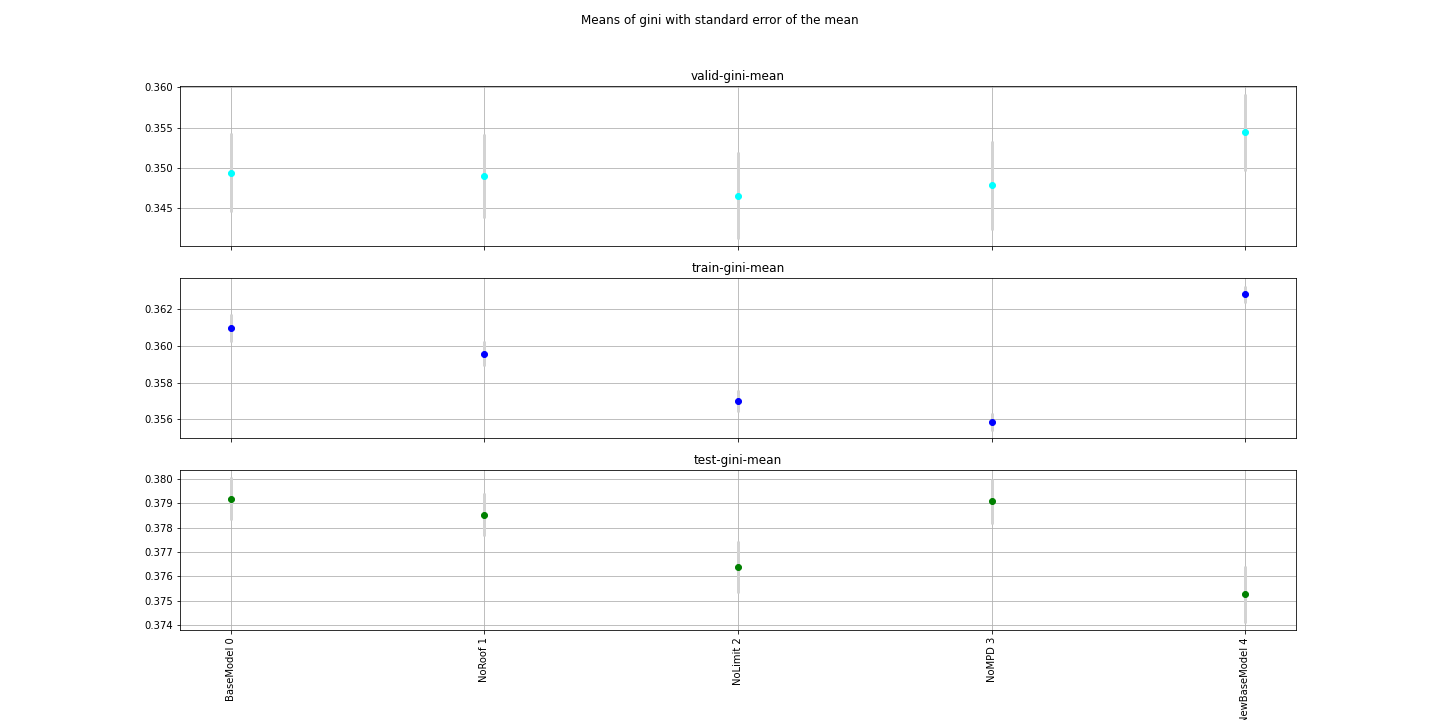 Means of gini with standard error of the mean
valid-gini-mean
0.360
0.355
0.350
0.345
train-gini-mean
0.362
0.360
0.358
0.356
test-gini-mean
0.380
0.379
0.378
0.377
0.376
0.375
0.374
BaseModel 0
NoRoof 1
NoLimit 2
NoMPD 3
NewBaseModel 4